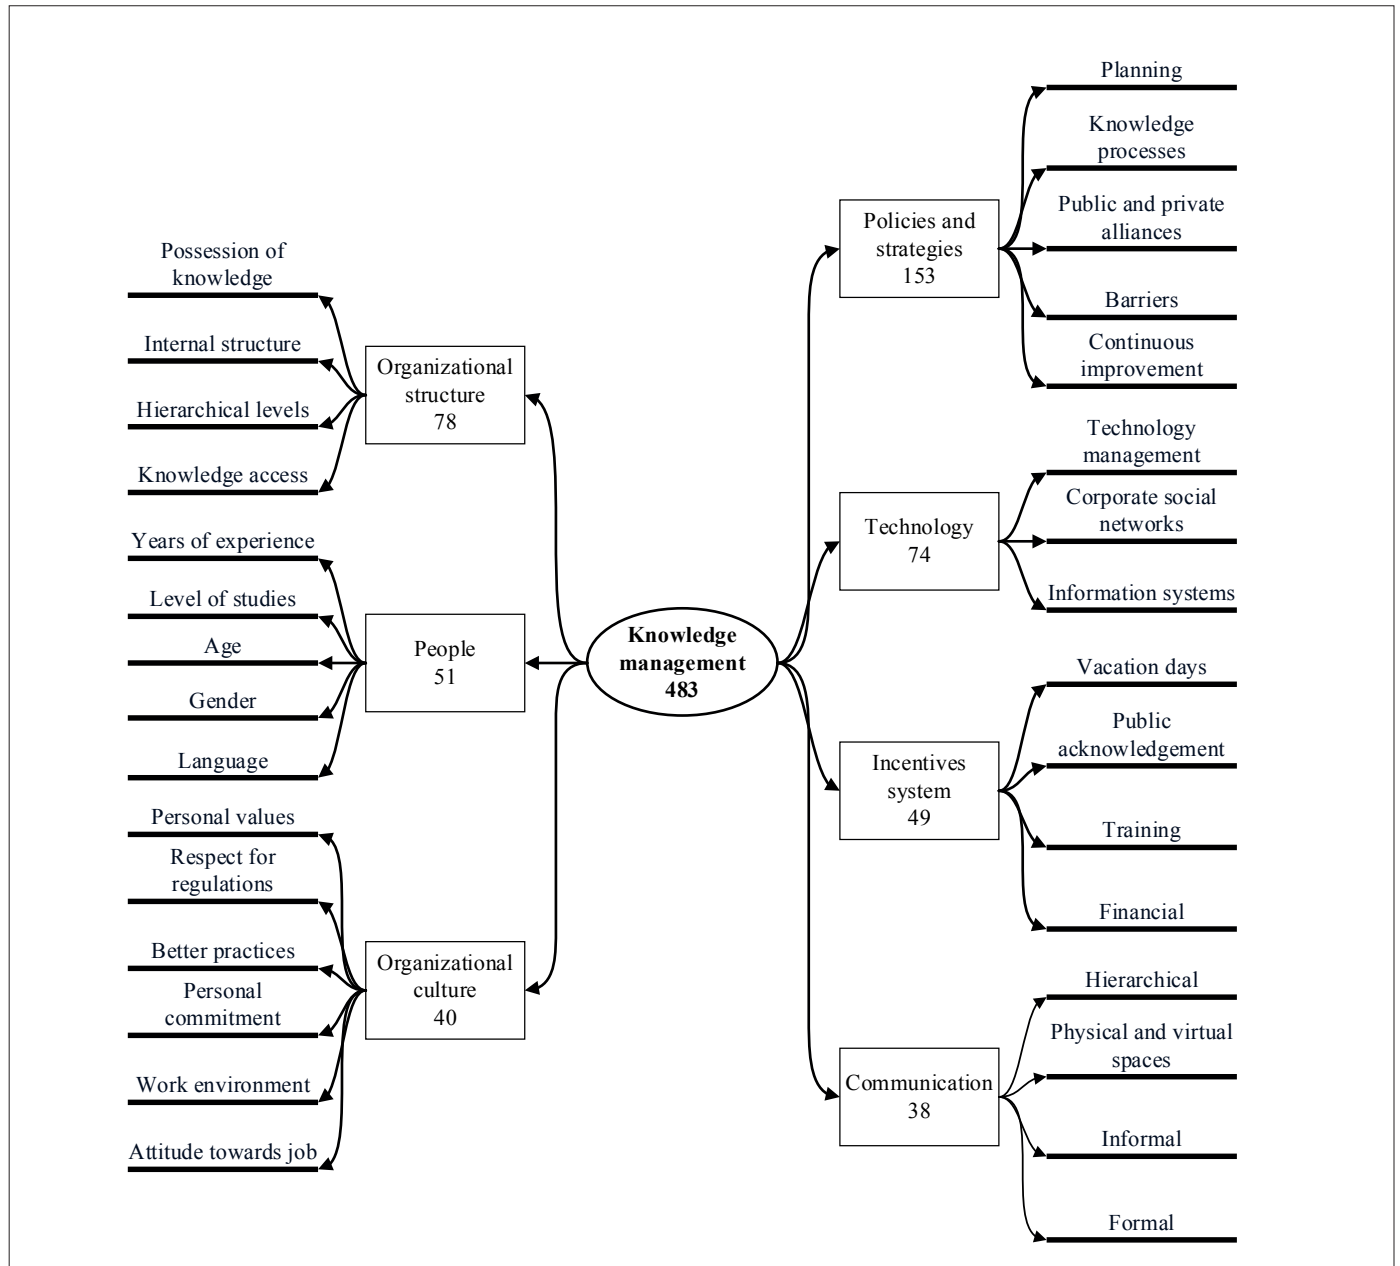 Possession of
knowledge
Internal structure
Hierarchical levels
Knowledge access
Organizational
structure
78
Years of experience
Level of studies
Age
Gender
Language
People
51
Personal values
Respect for
regulations
Better practices
Personal
commitment
Work environment
Attitude towards job
Organizational
culture
40
Knowledge
management
483
Policies and
strategies
153
Planning
Knowledge
processes
Public and private
alliances
Barriers
Continuous
improvement
Technology
74
Technology
management
Corporate social
networks
Information systems
Incentives
system
49
Vacation days
Public
acknowledgement
Training
Financial
Communication
38
Hierarchical
Physical and virtual
spaces
Informal
Formal